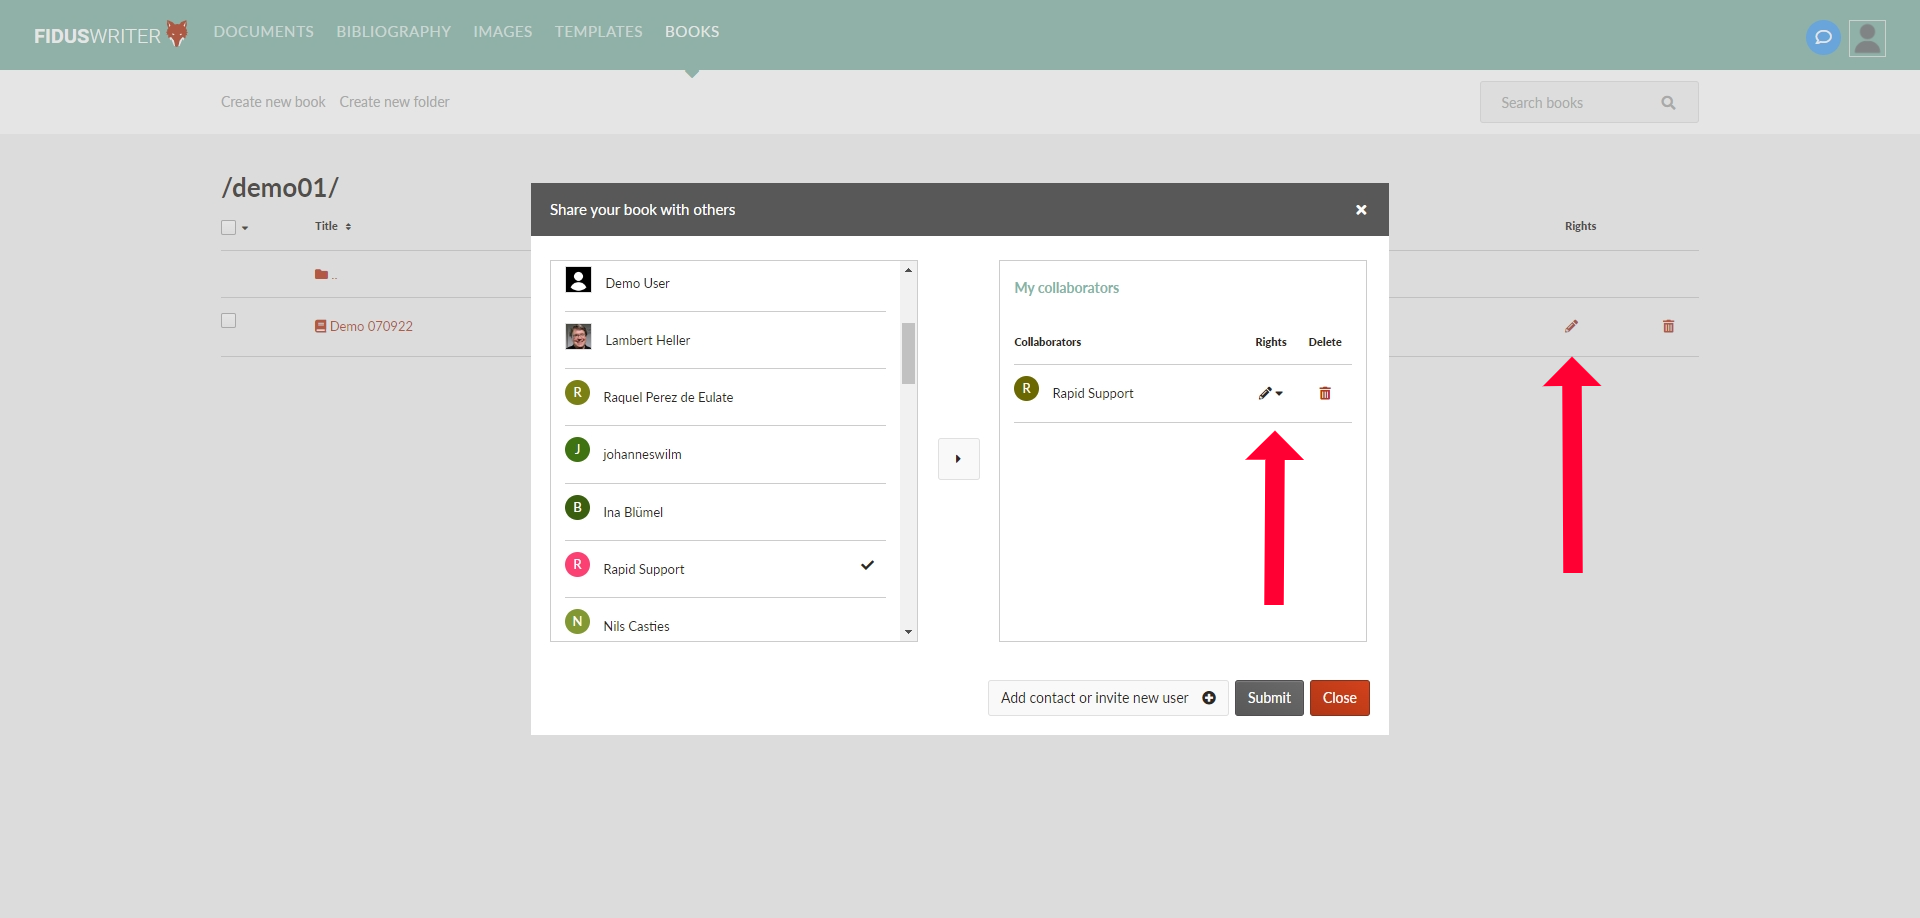 FIDUSWRITER DOCUMENTS BIBLIOGRAPHY IMAGES TEMPLATES BOOKS
Create new book Create new folder Search books
/demo01/
Title Rights
..
Demo 070922
Share your book with others
Demo User
Lambert Heller
R Raquel Perez de Eulate
J johanneswilm
B Ina Blümel
R Rapid Support
N Nils Casties
My collaborators
Collaborators Rights Delete
R Rapid Support
Add contact or invite new user Submit Close